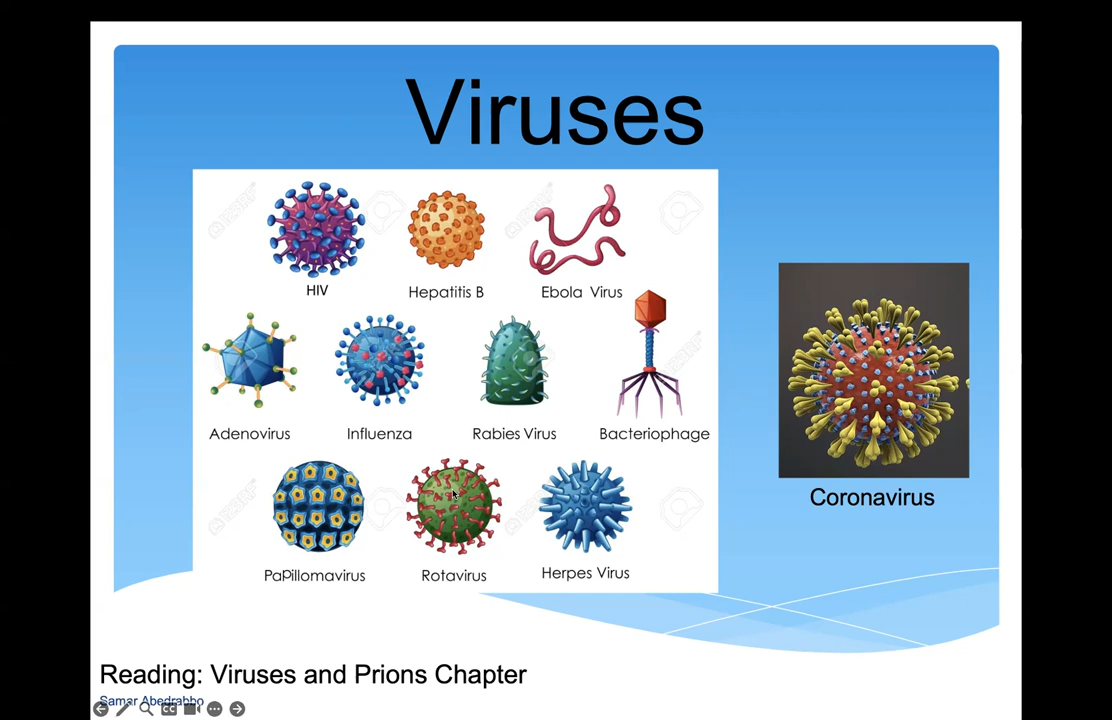 Viruses
HIV
Hepatitis B
Ebola Virus
Adenovirus
Influenza
Rabies Virus
Bacteriophage
Papillomavirus
Rotavirus
Herpes Virus
Coronavirus
Reading: Viruses and Prions Chapter
Samar Abedrabbo
CC